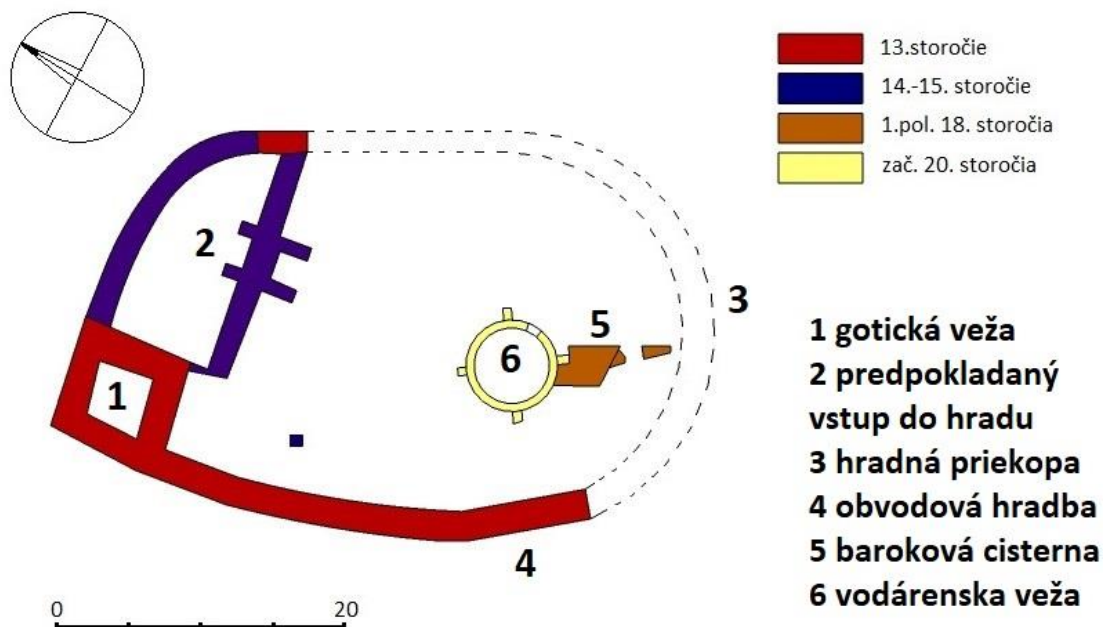 13.storočie
14.-15. storočie
1.pol. 18. storočia
zač. 20. storočia
2
3
5
6
1
4
1 gotická veža
2 predpokladaný
vstup do hradu
3 hradná priekopa
4 obvodová hradba
5 baroková cisterna
6 vodárenska veža
0 20